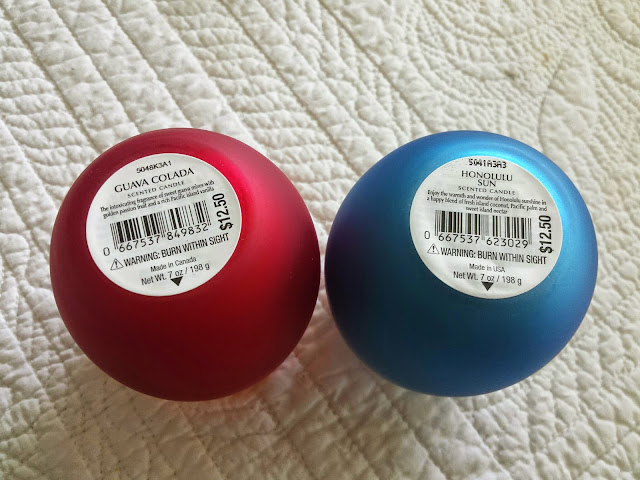 5048K3A1
GUAVA COLADA
SCENTED CANDLE
The intoxicating fragrance of sweet guava mixes with
golden passion fruit and a rich Pacific island vanilla
$12.50
0 667537 849832
WARNING: BURN WITHIN SIGHT
Made in Canada
Net Wt. 7 oz / 198 g
5041A3A3
HONOLULU
SUN
SCENTED CANDLE
Enjoy the warmth and wonder of Honolulu sunshine in
a happy blend of fresh island coconut, Pacific palm and
sweet island nectar
$12.50
0 667537 623029
WARNING: BURN WITHIN SIGHT
Made in USA
Net Wt. 7 oz / 198 g